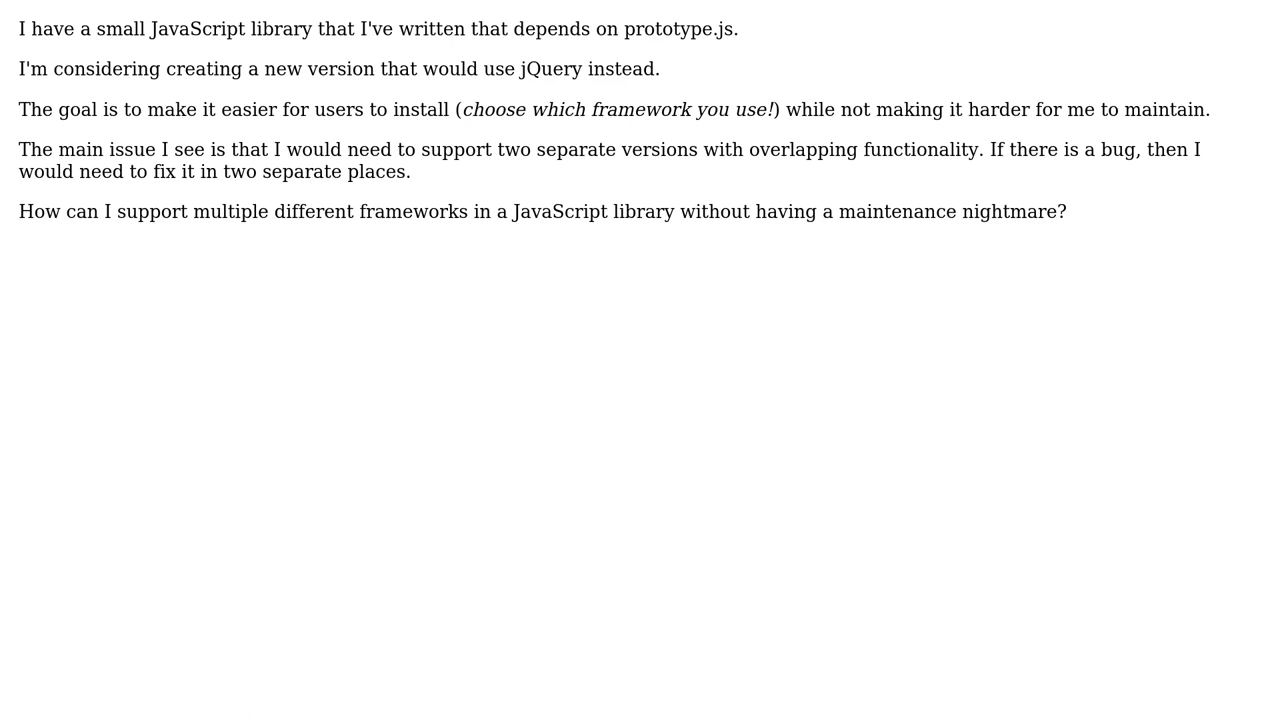 I have a small JavaScript library that I've written that depends on prototype.js.
I'm considering creating a new version that would use jQuery instead.
The goal is to make it easier for users to install (choose which framework you use!) while not making it harder for me to maintain.
The main issue I see is that I would need to support two separate versions with overlapping functionality. If there is a bug, then I
would need to fix it in two separate places.
How can I support multiple different frameworks in a JavaScript library without having a maintenance nightmare?